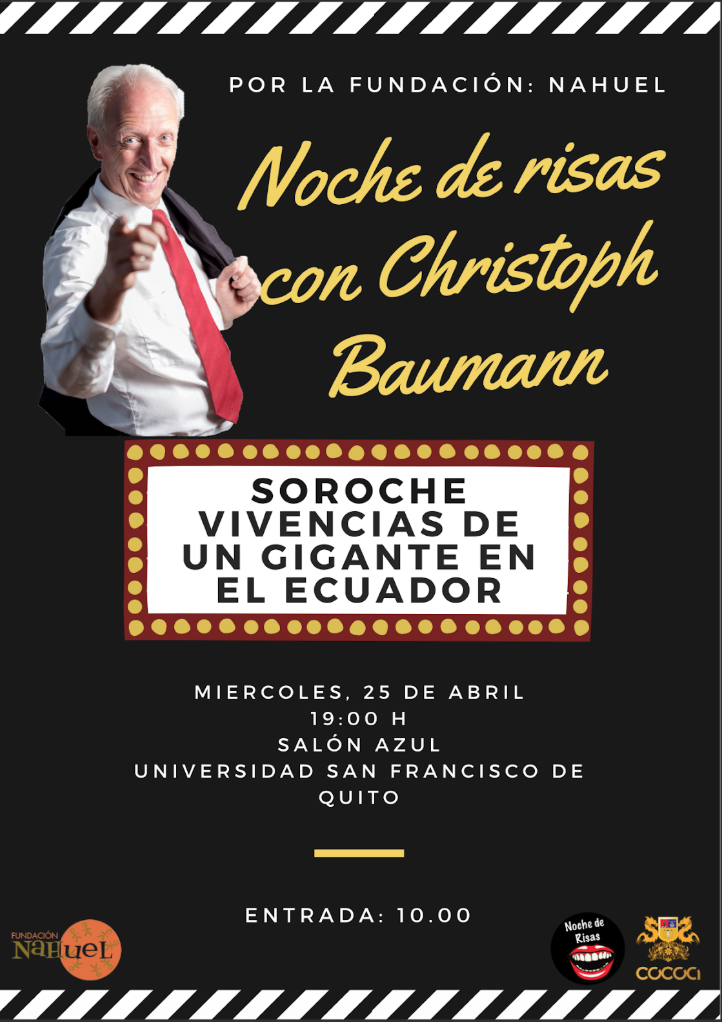 POR LA FUNDACIÓN: NAHUEL
Noche de risas
con Christoph
Baumann
SOROCHE
VIVENCIAS DE
UN GIGANTE EN
EL ECUADOR
MIERCOLES, 25 DE ABRIL
19:00 H
SALÓN AZUL
UNIVERSIDAD SAN FRANCISCO DE
QUITO
ENTRADA: 10.00
FUNDACIÓN
NaHueL
Noche de
Risas
COCOCI